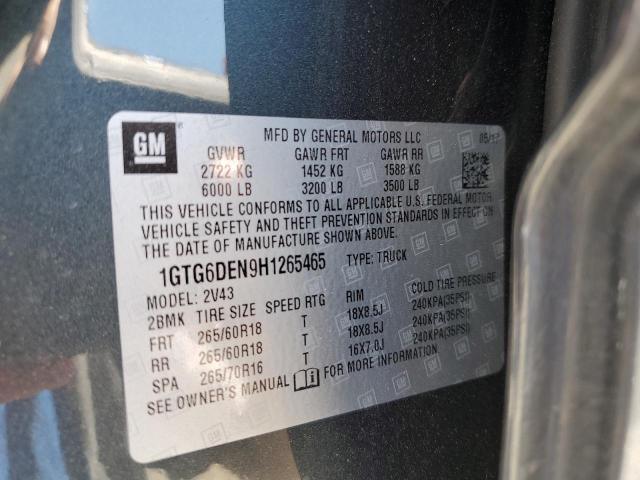 GM
MFD BY GENERAL MOTORS LLC 05/17
GVWR GAWR FRT GAWR RR
2722 KG 1452 KG 1588 KG
6000 LB 3200 LB 3500 LB
THIS VEHICLE CONFORMS TO ALL APPLICABLE U.S. FEDERAL MOTOR
VEHICLE SAFETY AND THEFT PREVENTION STANDARDS IN EFFECT ON
THE DATE OF MANUFACTURE SHOWN ABOVE.
1GTG6DEN9H1265465 TYPE: TRUCK
MODEL: 2V43
2BMK TIRE SIZE SPEED RTG RIM COLD TIRE PRESSURE
FRT 265/60R18 T 18X8.5J 240KPA(35PSI)
RR 265/60R18 T 18X8.5J 240KPA(35PSI)
SPA 265/70R16 T 16X7.0J 240KPA(35PSI)
SEE OWNER'S MANUAL FOR MORE INFORMATION.